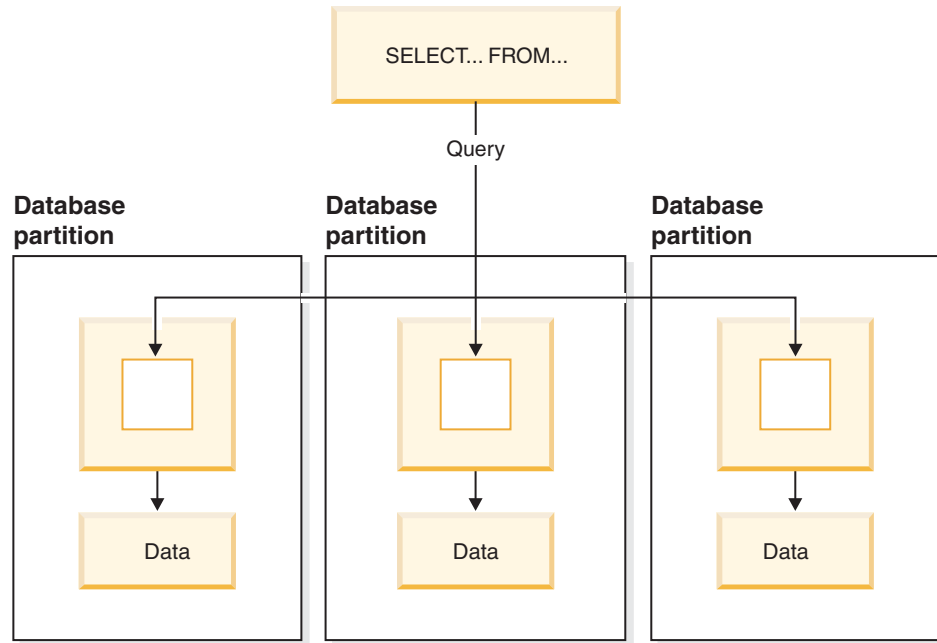 SELECT... FROM...
Query
Database
partition
Database
partition
Database
partition
Data
Data
Data